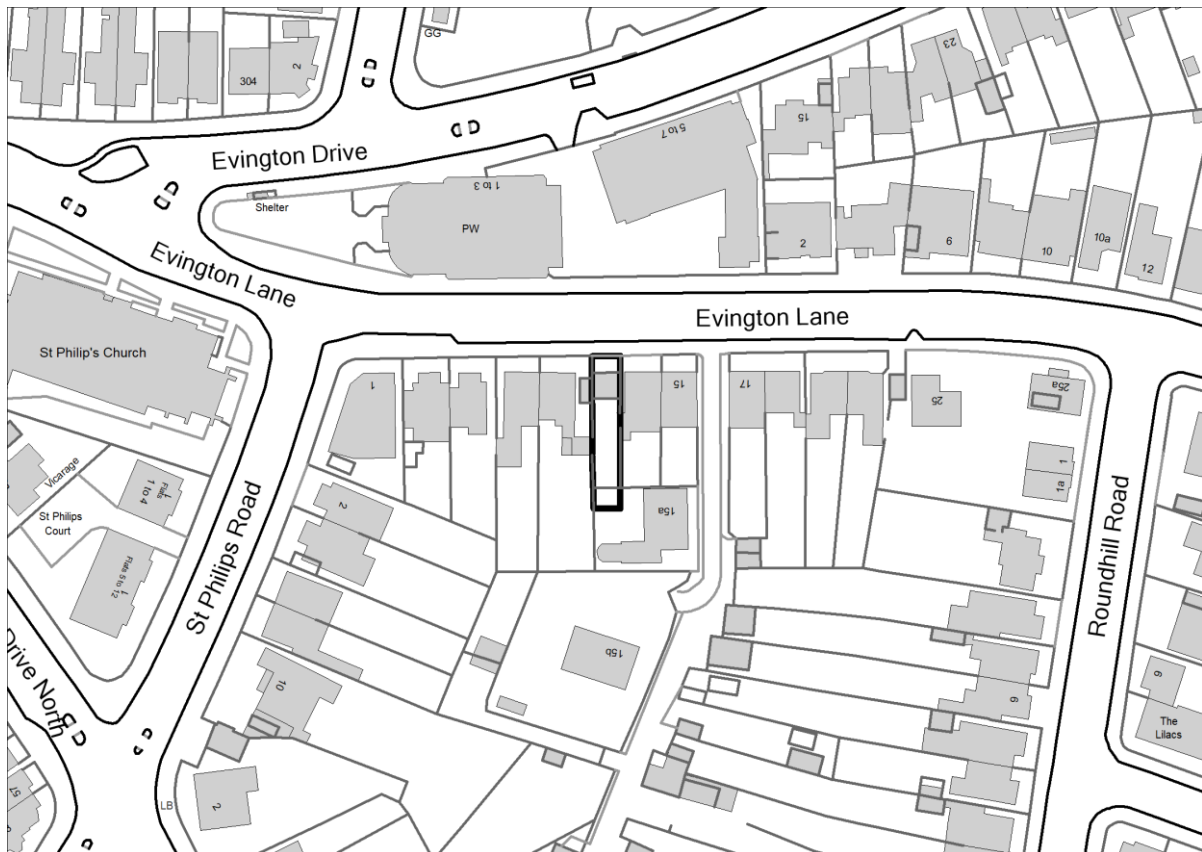 GG
304
2
23
Evington Drive
5 to 7
15
1 to 3
Shelter
PW
2
6
10
10a
12
Evington Lane
Evington Lane
St Philip's Church
1
15
17
25
25a
Vicarage
Flats
1 to 4
St Philips
Court
Flats 5 to 12
St Philips Road
2
15a
1
1a
Roundhill Road
15b
10
9
9
The
Lilacs
Drive North
2
LB
57